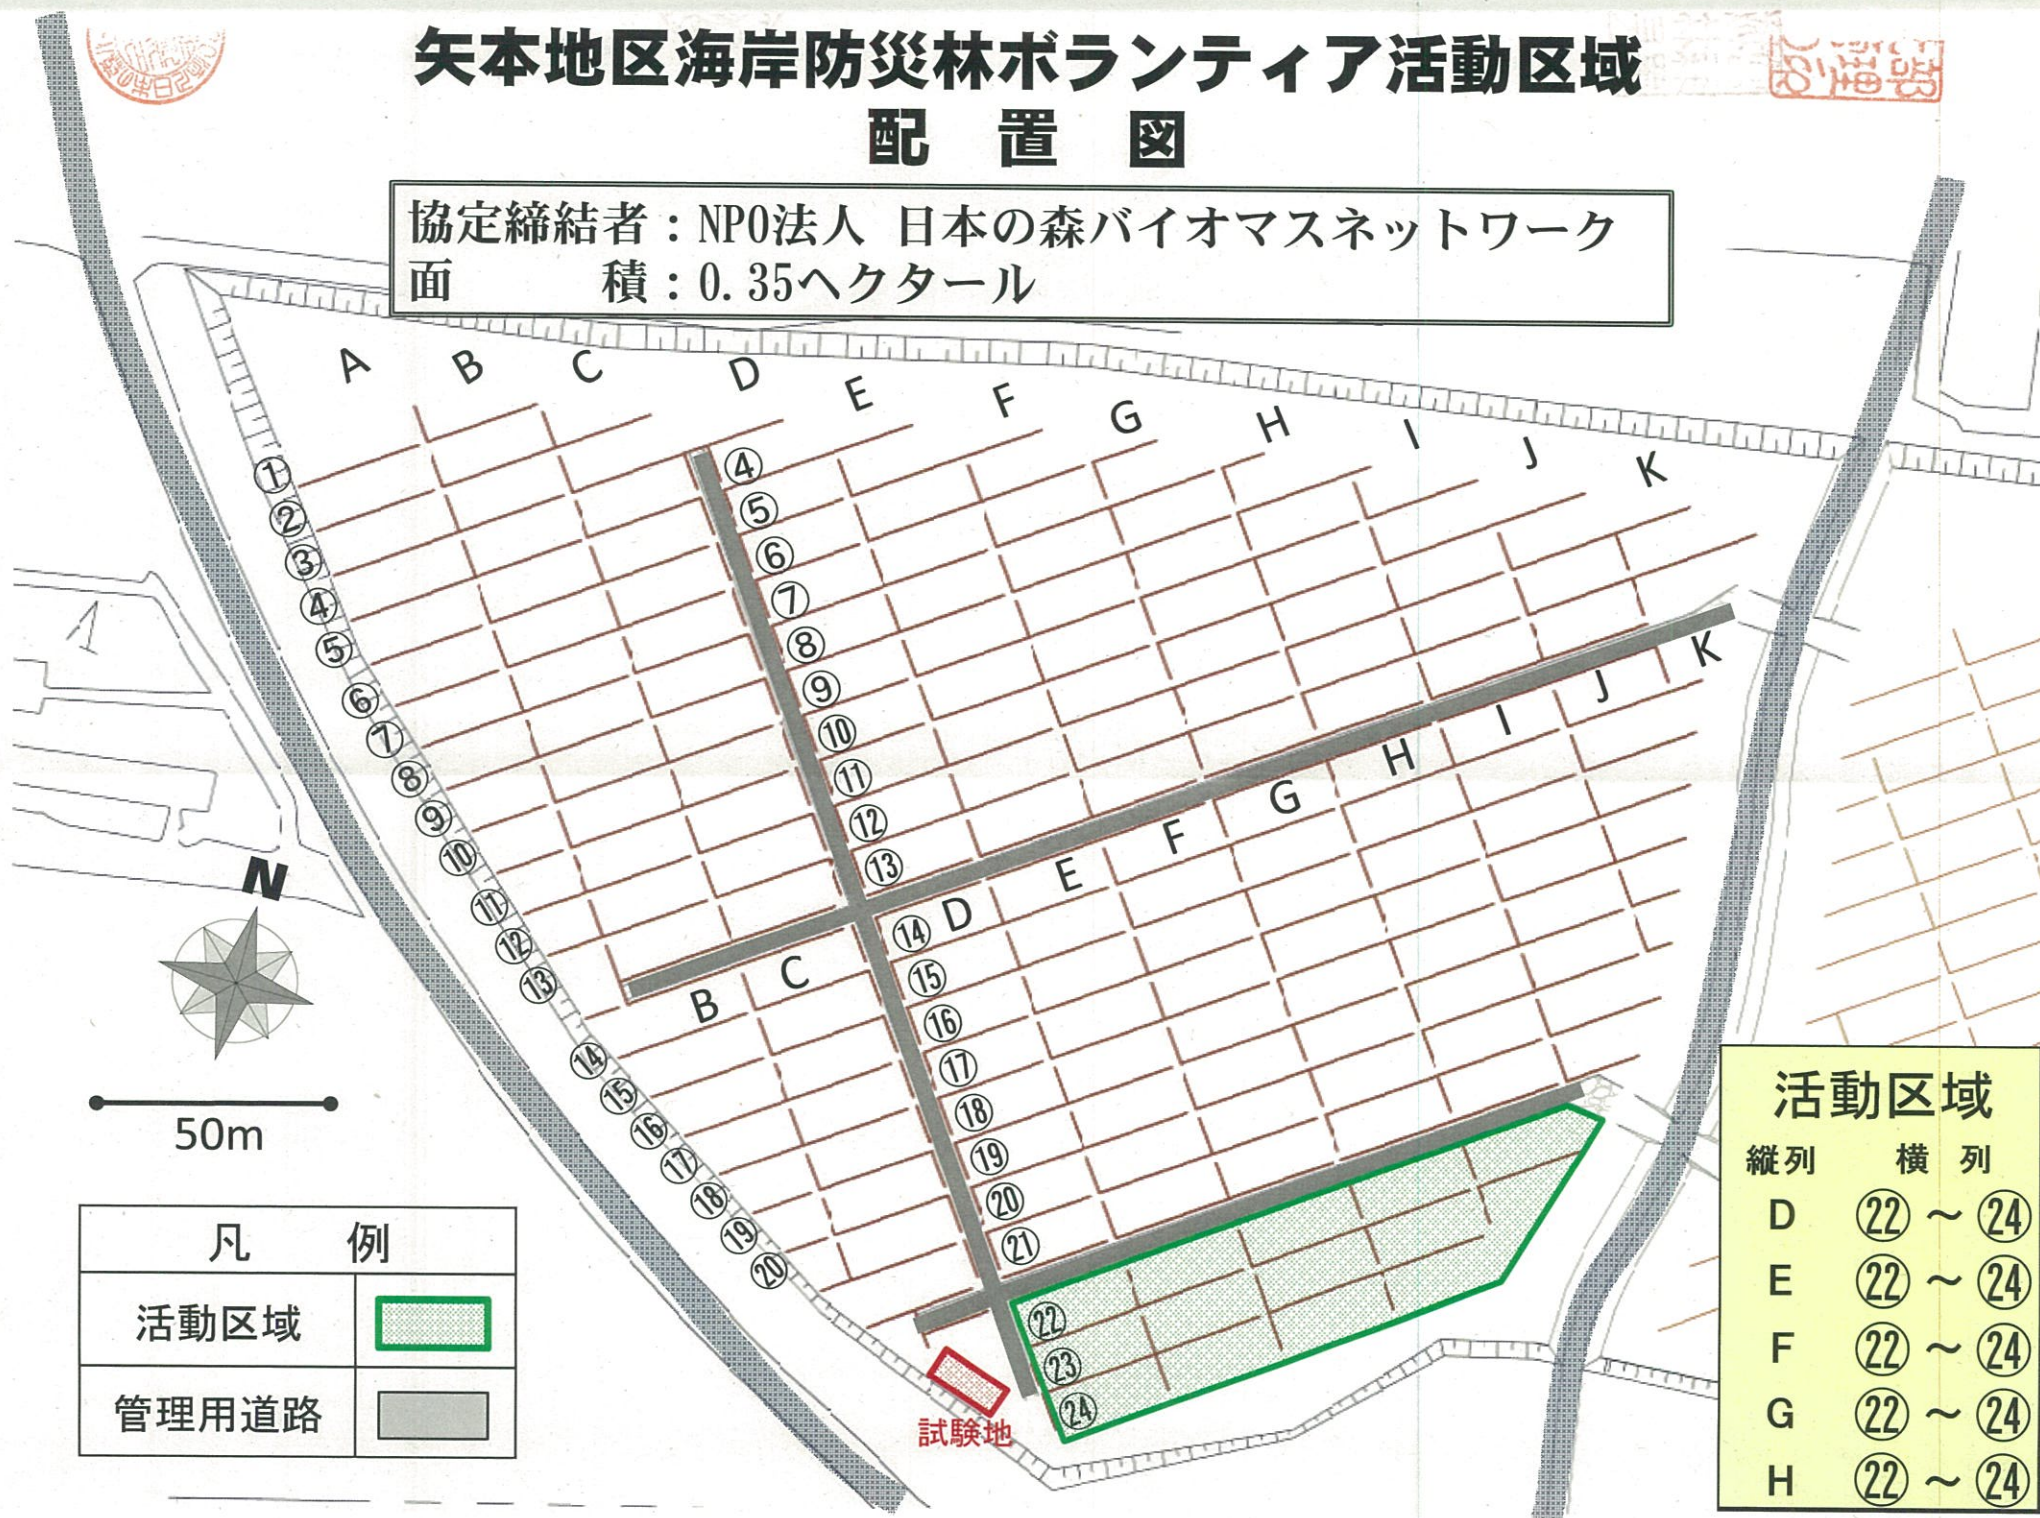 矢本地区海岸防災林ボランティア活動区域
配 置 図
協定締結者：NPO法人 日本の森バイオマスネットワーク
面 積：0.35ヘクタール
A B C D E F G H I J K
① ② ③ ④ ⑤ ⑥ ⑦ ⑧ ⑨ ⑩ ⑪ ⑫ ⑬
④ ⑤ ⑥ ⑦ ⑧ ⑨ ⑩ ⑪ ⑫ ⑬
B C D E F G H I J K
⑭ ⑮ ⑯ ⑰ ⑱ ⑲ ⑳
⑭ ⑮ ⑯ ⑰ ⑱ ⑲ ⑳ ㉑
㉒
㉓
㉔
試験地
N
50m
凡 例
活動区域
管理用道路
活動区域
縦列 横 列
D ㉒ ～ ㉔
E ㉒ ～ ㉔
F ㉒ ～ ㉔
G ㉒ ～ ㉔
H ㉒ ～ ㉔